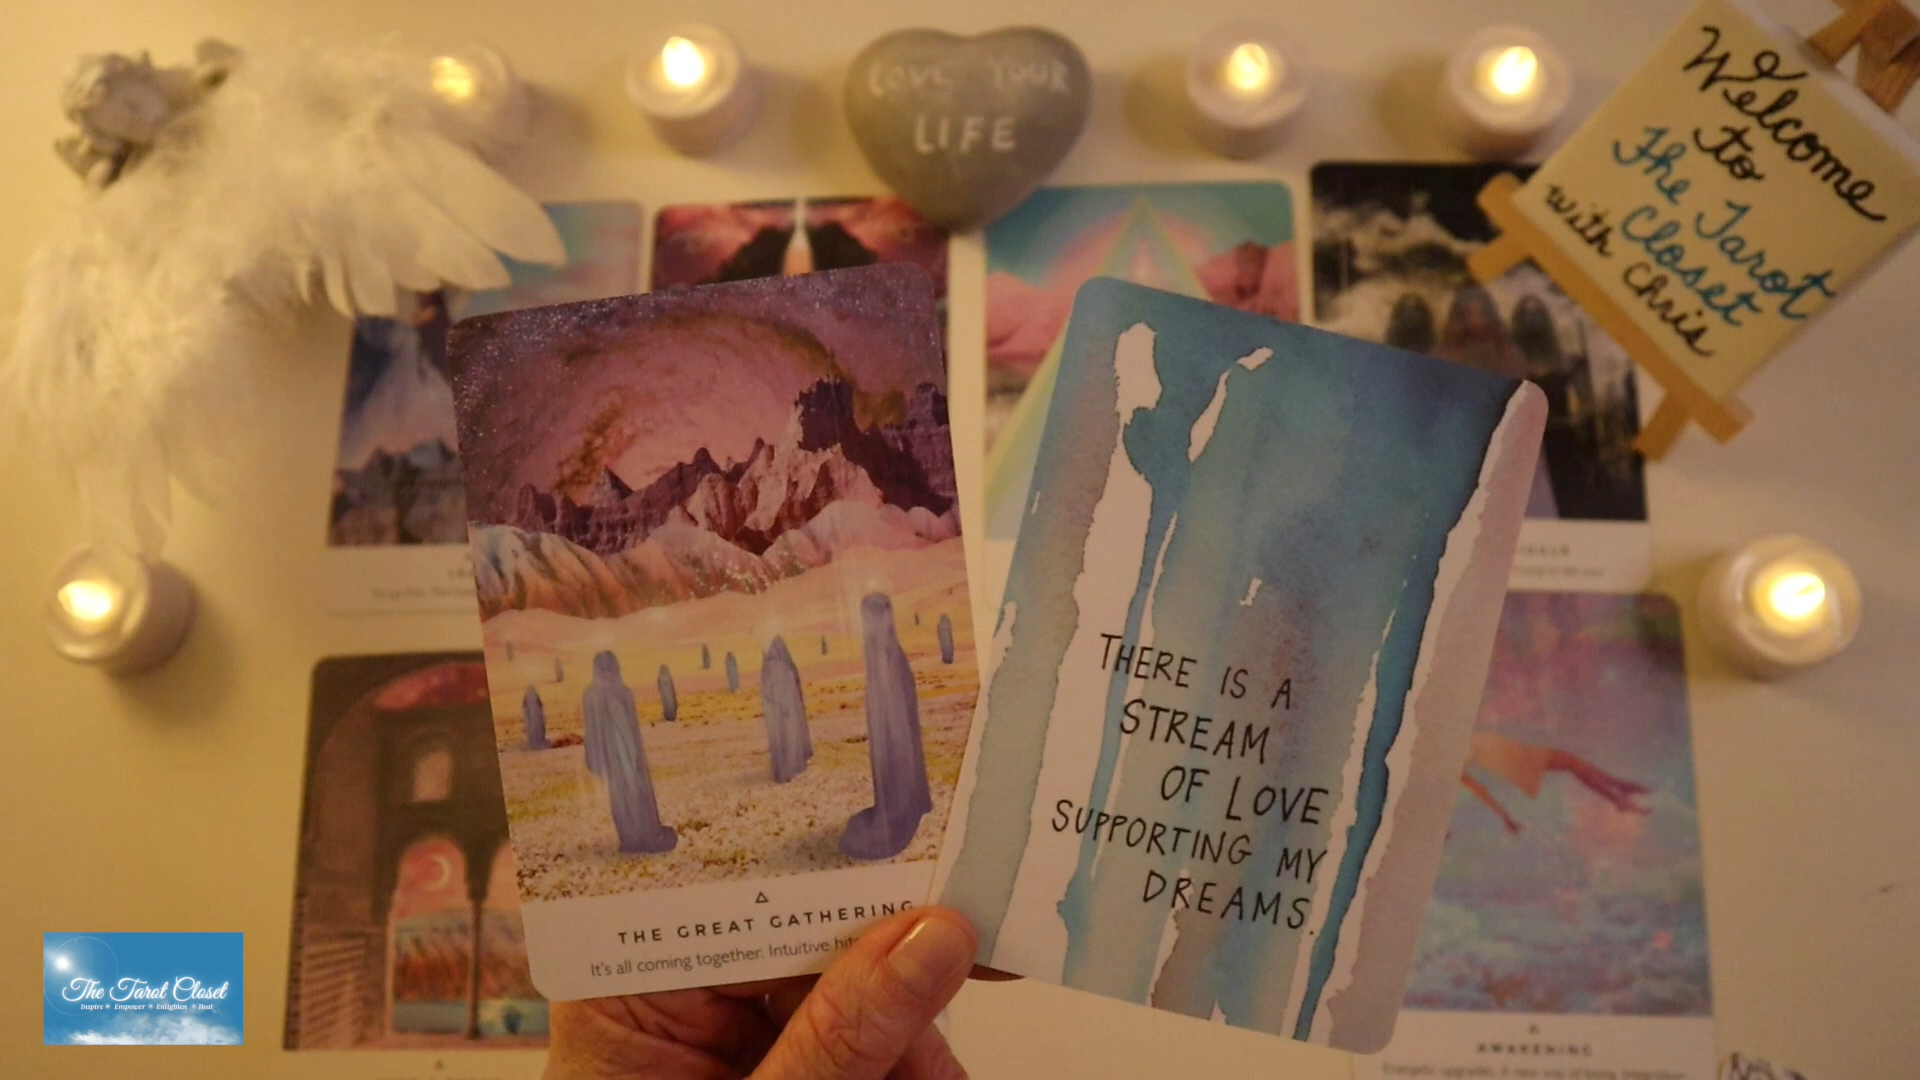 LOVE YOUR
LIFE
Welcome
to
The Tarot
Closet
with Chris
THE GREAT GATHERING
It's all coming together. Intuitive
THERE IS A
STREAM
OF LOVE
SUPPORTING MY
DREAMS.
AWAKENING
The Tarot Closet
Inspire * Empower * Enlighten * Heal